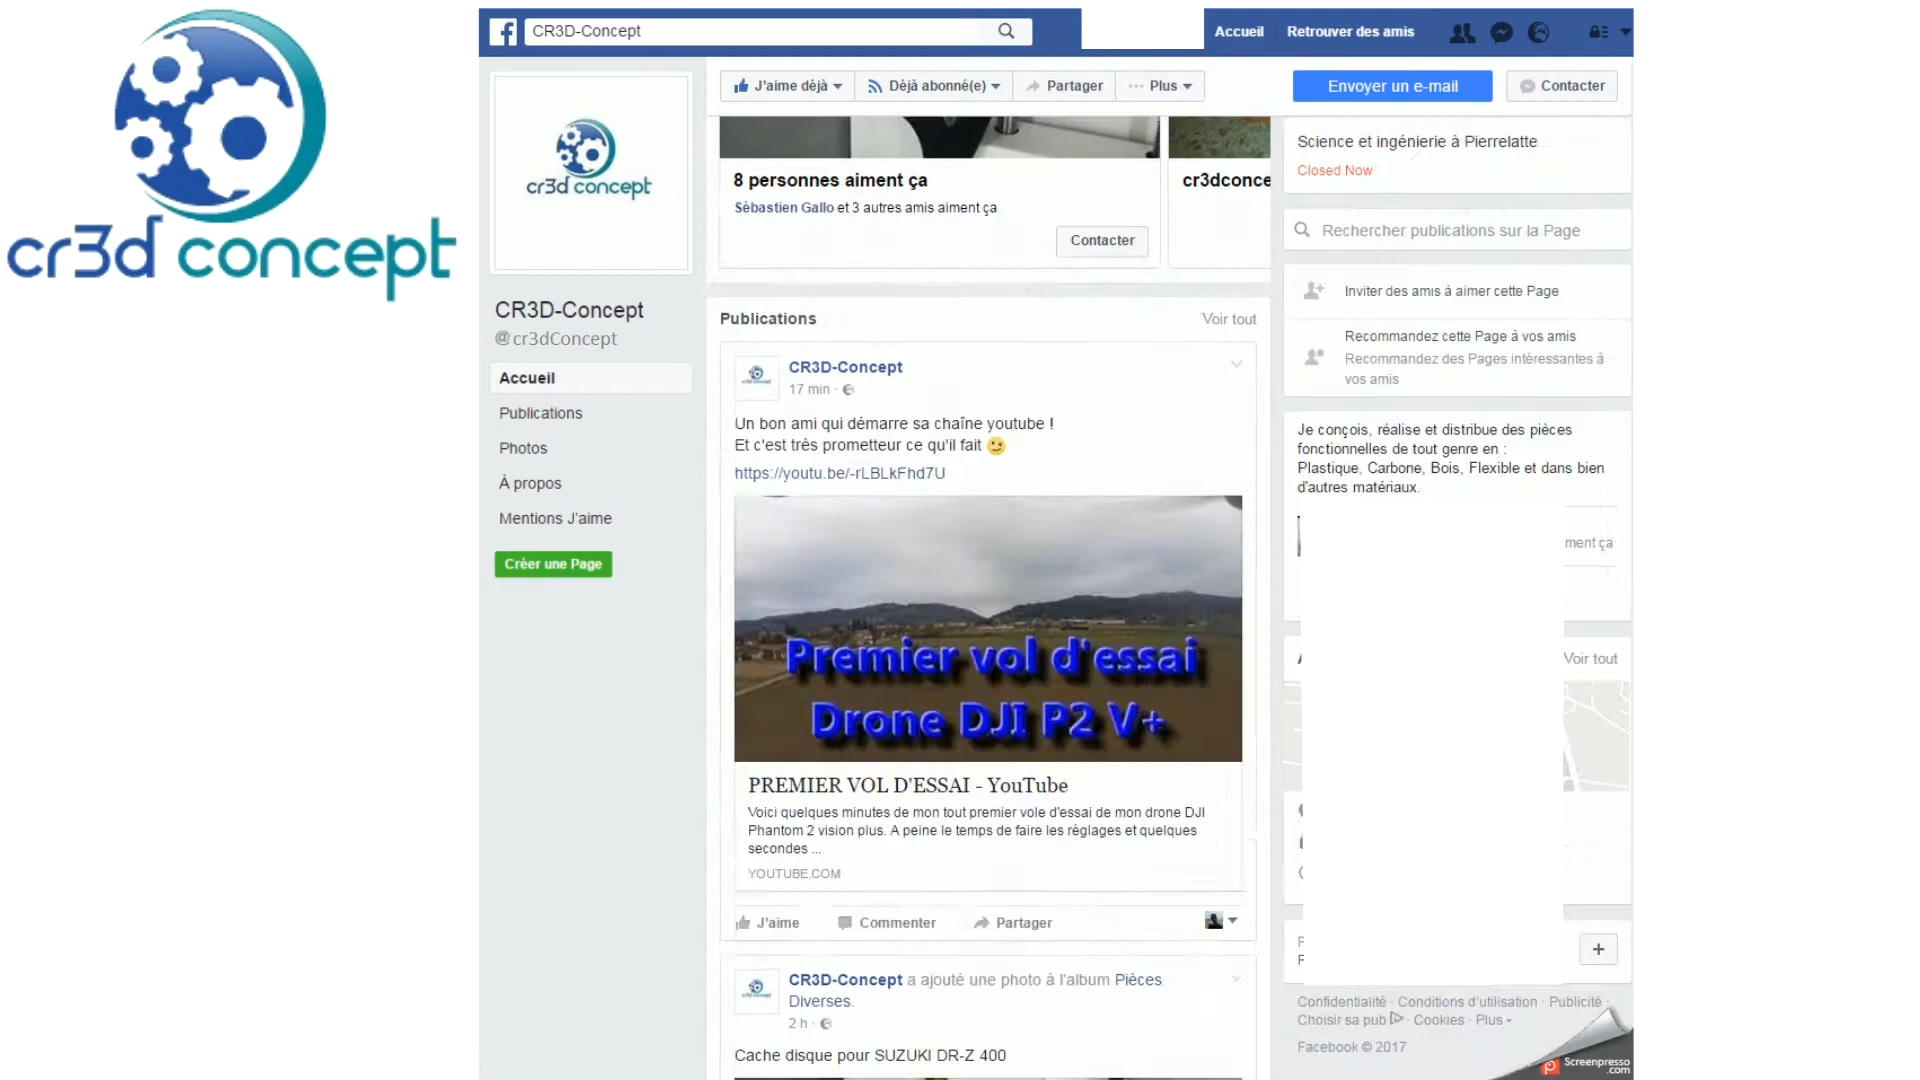 cr3d concept
CR3D-Concept
Accueil
Retrouver des amis
J'aime déjà
Déjà abonné(e)
Partager
Plus
Envoyer un e-mail
Contacter
cr3d concept
CR3D-Concept
@cr3dConcept
Accueil
Publications
Photos
À propos
Mentions J'aime
Créer une Page
8 personnes aiment ça
Sébastien Gallo et 3 autres amis aiment ça
Contacter
cr3dconce
Publications
Voir tout
CR3D-Concept
17 min
Un bon ami qui démarre sa chaîne youtube !
Et c'est très prometteur ce qu'il fait
https://youtu.be/-rLBLkFhd7U
Premier vol d'essai
Drone DJI P2 V+
PREMIER VOL D'ESSAI - YouTube
Voici quelques minutes de mon tout premier vole d'essai de mon drone DJI
Phantom 2 vision plus. A peine le temps de faire les réglages et quelques
secondes ...
YOUTUBE.COM
J'aime
Commenter
Partager
CR3D-Concept a ajouté une photo à l'album Pièces
Diverses.
2 h
Cache disque pour SUZUKI DR-Z 400
Science et ingénierie à Pierrelatte
Closed Now
Rechercher publications sur la Page
Inviter des amis à aimer cette Page
Recommandez cette Page à vos amis
Recommandez des Pages intéressantes à
vos amis
Je conçois, réalise et distribue des pièces
fonctionnelles de tout genre en :
Plastique, Carbone, Bois, Flexible et dans bien
d'autres matériaux.
ment ça
Voir tout
Confidentialité · Conditions d'utilisation · Publicité ·
Choisir sa pub · Cookies · Plus
Facebook © 2017
Screenpresso
.com